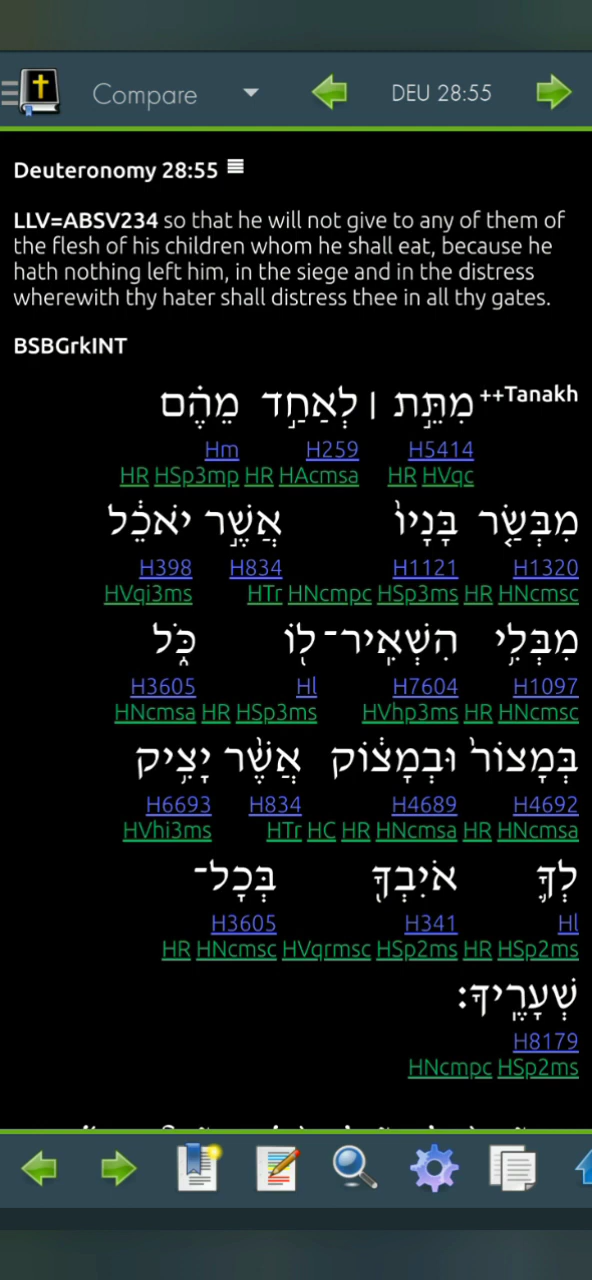 Compare DEU 28:55
Deuteronomy 28:55
LLV=ABSV234 so that he will not give to any of them of
the flesh of his children whom he shall eat, because he
hath nothing left him, in the siege and in the distress
wherewith thy hater shall distress thee in all thy gates.
BSBGrkINT
++Tanakh מִתֵּ֣ת ׀ לְאַחַ֣ד מֵהֶ֗ם
H5414 H259 Hm
HR HVqc HR HAcmsa HR HSp3mp
מִבְּשַׂ֤ר בָּנָיו֙ אֲשֶׁ֣ר יֹאכֵ֔ל
H1320 H1121 H834 H398
HR HNcmsc HNcmpc HSp3ms HTr HVqi3ms
מִבְּלִ֥י הִשְׁאִֽיר־ ל֖וֹ כֹּ֑ל
H1097 H7604 Hl H3605
HR HNcmsc HVhp3ms HR HSp3ms HNcmsa
בְּמָצוֹר֙ וּבְמָצ֔וֹק אֲשֶׁ֨ר יָצִ֥יק
H4692 H4689 H834 H6693
HR HNcmsa HC HR HNcmsa HTr HVhi3ms
לְךָ֛ אֹיִבְךָ֖ בְּכָל־
Hl H341 H3605
HR HSp2ms HVqrmsc HSp2ms HR HNcmsc
שְׁעָרֶֽיךָ׃
H8179
HNcmpc HSp2ms